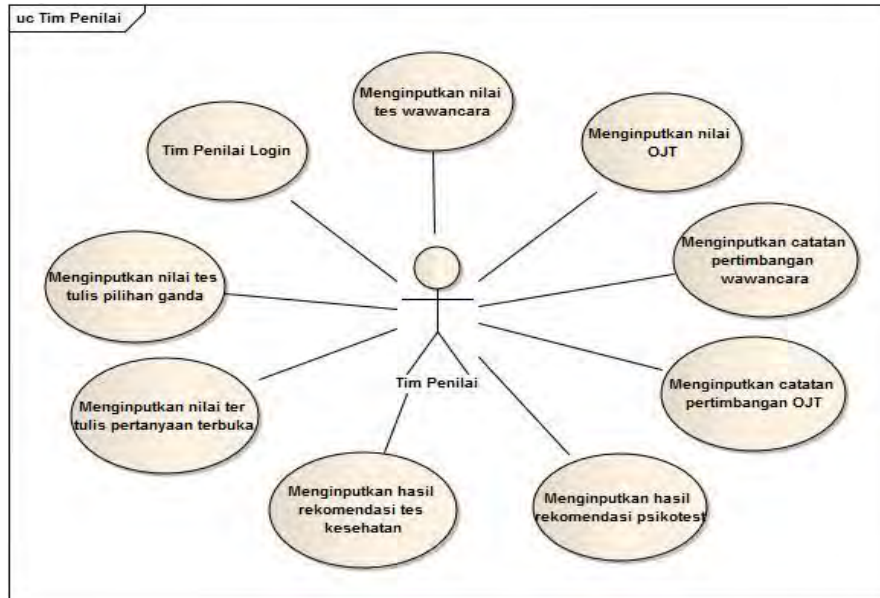 uc Tim Penilai
Menginputkan nilai
tes wawancara
Menginputkan nilai
OJT
Tim Penilai Login
Menginputkan catatan
pertimbangan
wawancara
Menginputkan nilai tes
tulis pilihan ganda
Tim Penilai
Menginputkan catatan
pertimbangan OJT
Menginputkan nilai ter
tulis pertanyaan terbuka
Menginputkan hasil
rekomendasi tes
kesehatan
Menginputkan hasil
rekomendasi psikotest